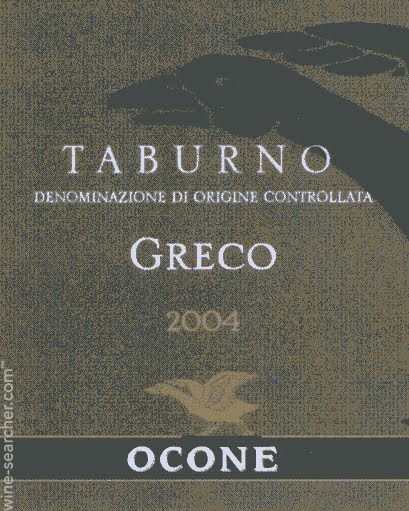 TABURNO
DENOMINAZIONE DI ORIGINE CONTROLLATA
GRECO
2004
OCONE
wine-searcher.com"